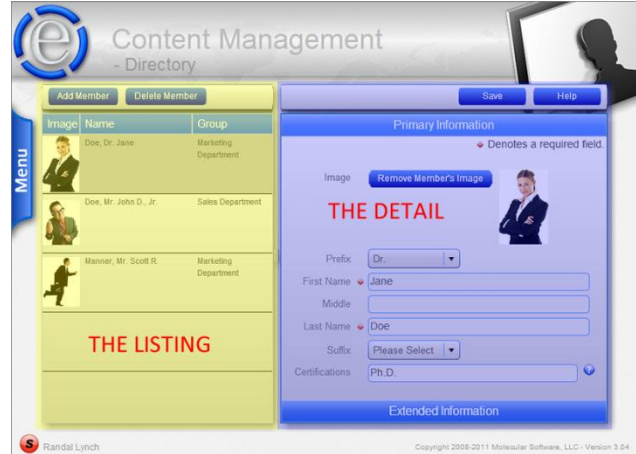 Content Management
- Directory
Menu
Add Member
Delete Member
Image
Name
Group
Doe, Dr. Jane
Marketing
Department
Doe, Mr. John D., Jr.
Sales Department
Manner, Mr. Scott R.
Marketing
Department
THE LISTING
Save
Help
Primary Information
Denotes a required field.
Image
Remove Member's Image
THE DETAIL
Prefix
Dr.
First Name
Jane
Middle
Last Name
Doe
Suffix
Please Select
Certifications
Ph.D.
?
Extended Information
S
Randal Lynch
Copyright 2008-2011 Molecular Software, LLC - Version 3.04